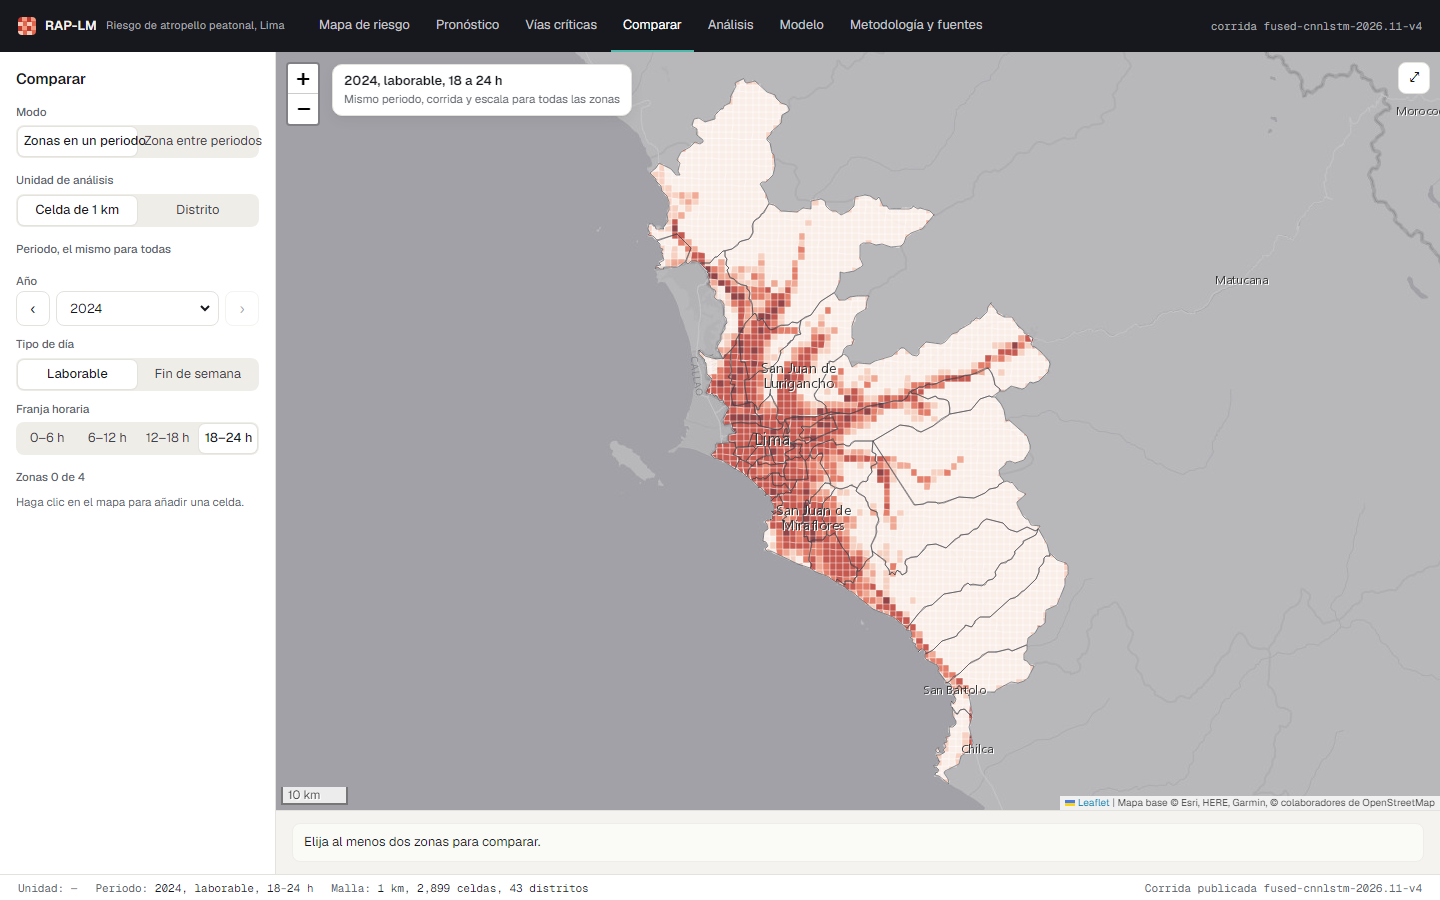 RAP-LM Riesgo de atropello peatonal, Lima Mapa de riesgo Pronóstico Vías críticas Comparar Análisis Modelo Metodología y fuentes corrida fused-cnnlstm-2026.11-v4
Comparar
Modo
Zonas en un periodo Zona entre periodos
Unidad de análisis
Celda de 1 km Distrito
Periodo, el mismo para todas
Año
‹ 2024 ›
Tipo de día
Laborable Fin de semana
Franja horaria
0–6 h 6–12 h 12–18 h 18–24 h
Zonas 0 de 4
Haga clic en el mapa para añadir una celda.
+
−
2024, laborable, 18 a 24 h
Mismo periodo, corrida y escala para todas las zonas
Matucana
CALLAO
San Juan de
Lurigancho
Lima
San Juan de
Miraflores
San Bartolo
Chilca
10 km
Leaflet | Mapa base © Esri, HERE, Garmin, © colaboradores de OpenStreetMap
Elija al menos dos zonas para comparar.
Unidad: — Periodo: 2024, laborable, 18–24 h Malla: 1 km, 2,899 celdas, 43 distritos Corrida publicada fused-cnnlstm-2026.11-v4